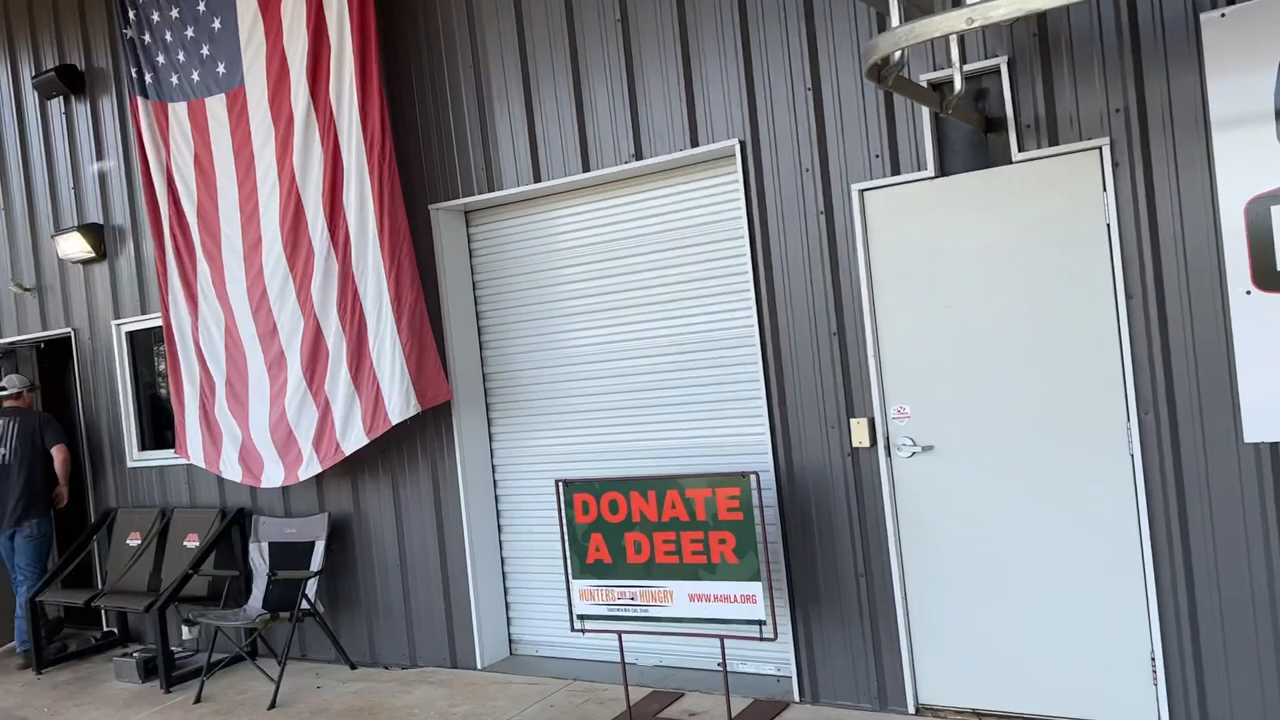 DONATE
A DEER
HUNTERS FOR THE HUNGRY
WWW.H4HLA.ORG